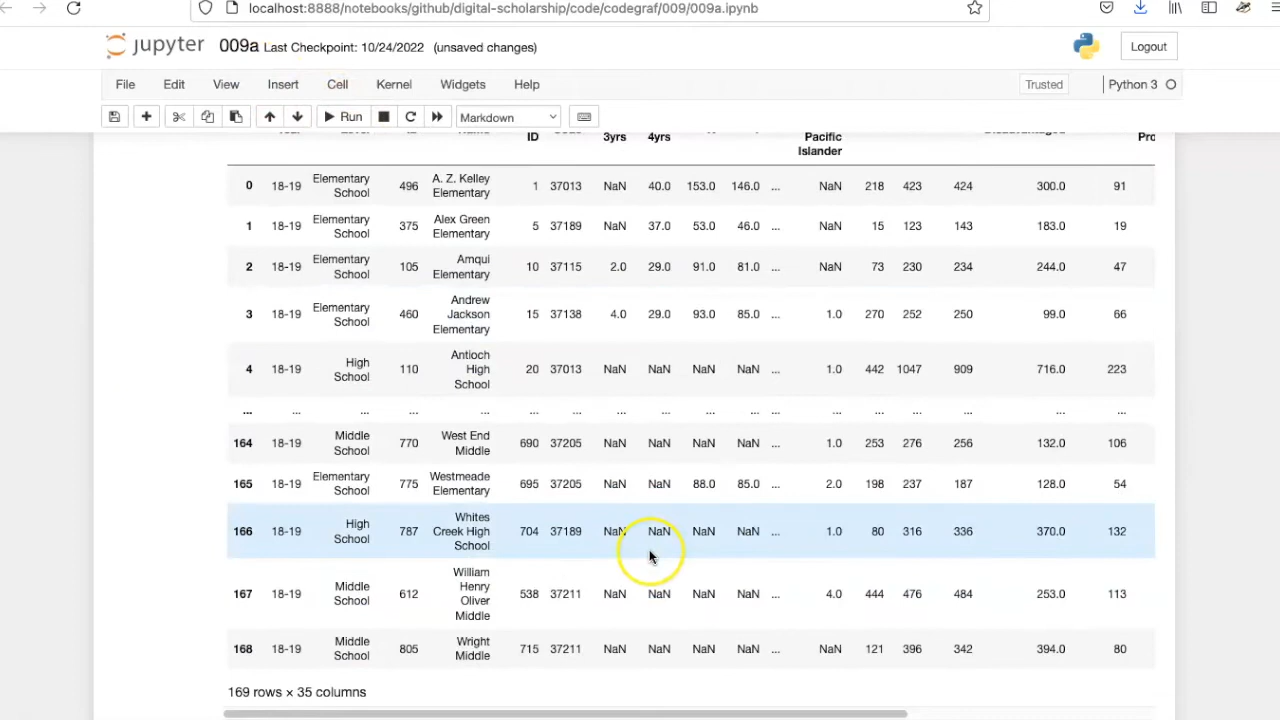 localhost:8888/notebooks/github/digital-scholarship/code/codegraf/009/009a.ipynb
jupyter 009a Last Checkpoint: 10/24/2022 (unsaved changes)
Logout
File Edit View Insert Cell Kernel Widgets Help Trusted Python 3
Run Markdown
ID 3yrs 4yrs Pacific Islander Pro
0 18-19 Elementary School 496 A. Z. Kelley Elementary 1 37013 NaN 40.0 153.0 146.0 ... NaN 218 423 424 300.0 91
1 18-19 Elementary School 375 Alex Green Elementary 5 37189 NaN 37.0 53.0 46.0 ... NaN 15 123 143 183.0 19
2 18-19 Elementary School 105 Amqui Elementary 10 37115 2.0 29.0 91.0 81.0 ... NaN 73 230 234 244.0 47
3 18-19 Elementary School 460 Andrew Jackson Elementary 15 37138 4.0 29.0 93.0 85.0 ... 1.0 270 252 250 99.0 66
4 18-19 High School 110 Antioch High School 20 37013 NaN NaN NaN NaN ... 1.0 442 1047 909 716.0 223
... ... ... ... ... ... ... ... ... ... ... ... ... ... ... ... ... ...
164 18-19 Middle School 770 West End Middle 690 37205 NaN NaN NaN NaN ... 1.0 253 276 256 132.0 106
165 18-19 Elementary School 775 Westmeade Elementary 695 37205 NaN NaN 88.0 85.0 ... 2.0 198 237 187 128.0 54
166 18-19 High School 787 Whites Creek High School 704 37189 NaN NaN NaN NaN ... 1.0 80 316 336 370.0 132
167 18-19 Middle School 612 William Henry Oliver Middle 538 37211 NaN NaN NaN NaN ... 4.0 444 476 484 253.0 113
168 18-19 Middle School 805 Wright Middle 715 37211 NaN NaN NaN NaN ... NaN 121 396 342 394.0 80
169 rows × 35 columns